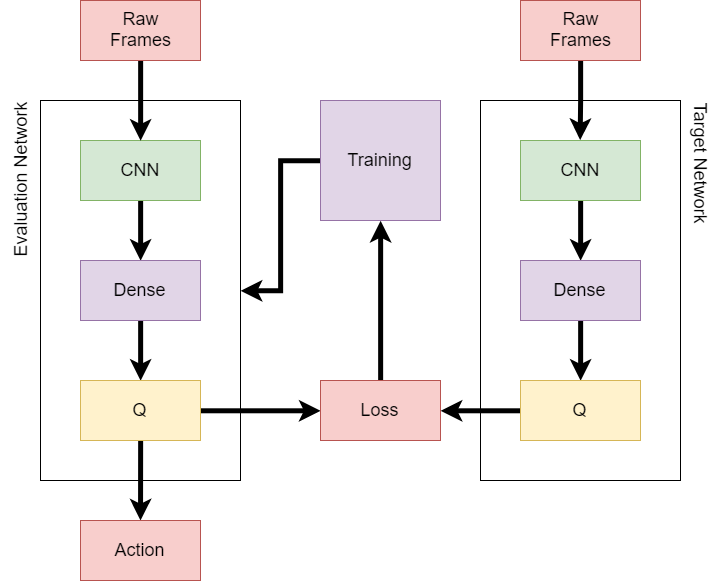 Raw
Frames
Raw
Frames
Evaluation Network
CNN
Training
CNN
Target Network
Dense
Dense
Q
Loss
Q
Action